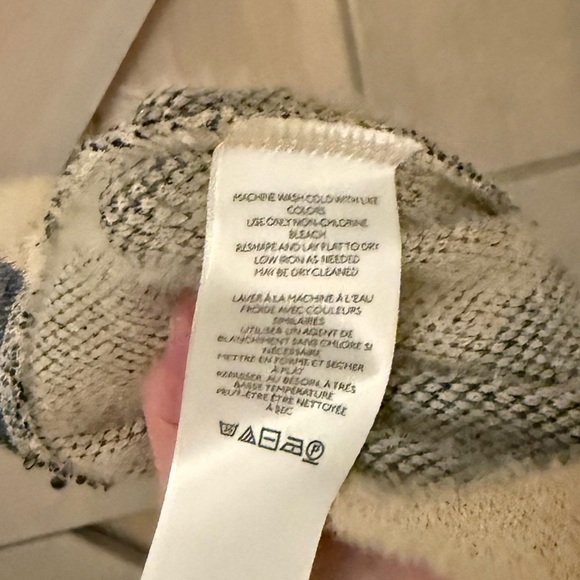 MACHINE WASH COLD WITH LIKE
COLORS
USE ONLY NON-CHLORINE
BLEACH
RESHAPE AND LAY FLAT TO DRY
LOW IRON AS NEEDED
MAY BE DRY CLEANED
LAVER À LA MACHINE À L'EAU
FROIDE AVEC COULEURS
SIMILAIRES
UTILISER UN AGENT DE
BLANCHIMENT SANS CHLORE SI
NÉCESSAIRE
METTRE EN FORME ET SÉCHER
À PLAT
REPASSER AU BESOIN, À TRÈS
BASSE TEMPÉRATURE
PEUT-ÊTRE ÊTRE NETTOYÉE
À SEC
30 P